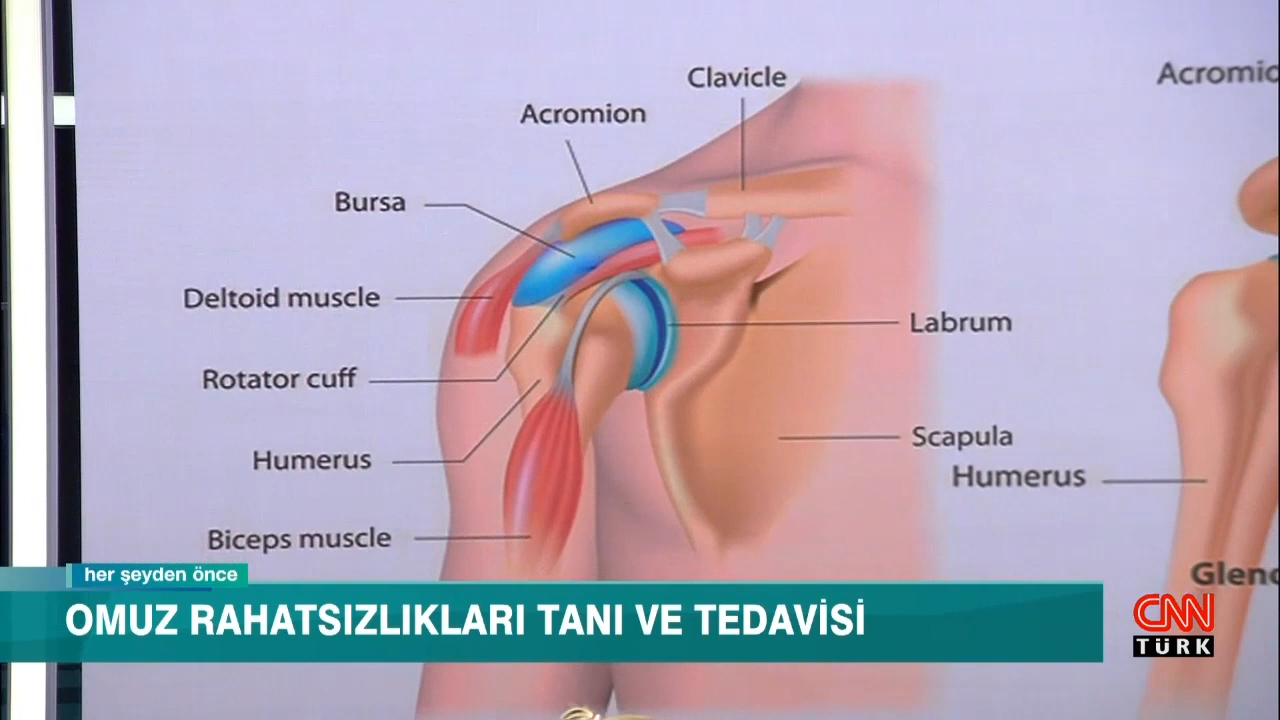 Clavicle
Acromio
Acromion
Bursa
Deltoid muscle
Labrum
Rotator cuff
Scapula
Humerus
Humerus
Biceps muscle
Gleno
her şeyden önce
OMUZ RAHATSIZLIKLARI TANI VE TEDAVİSİ
CNN
TÜRK